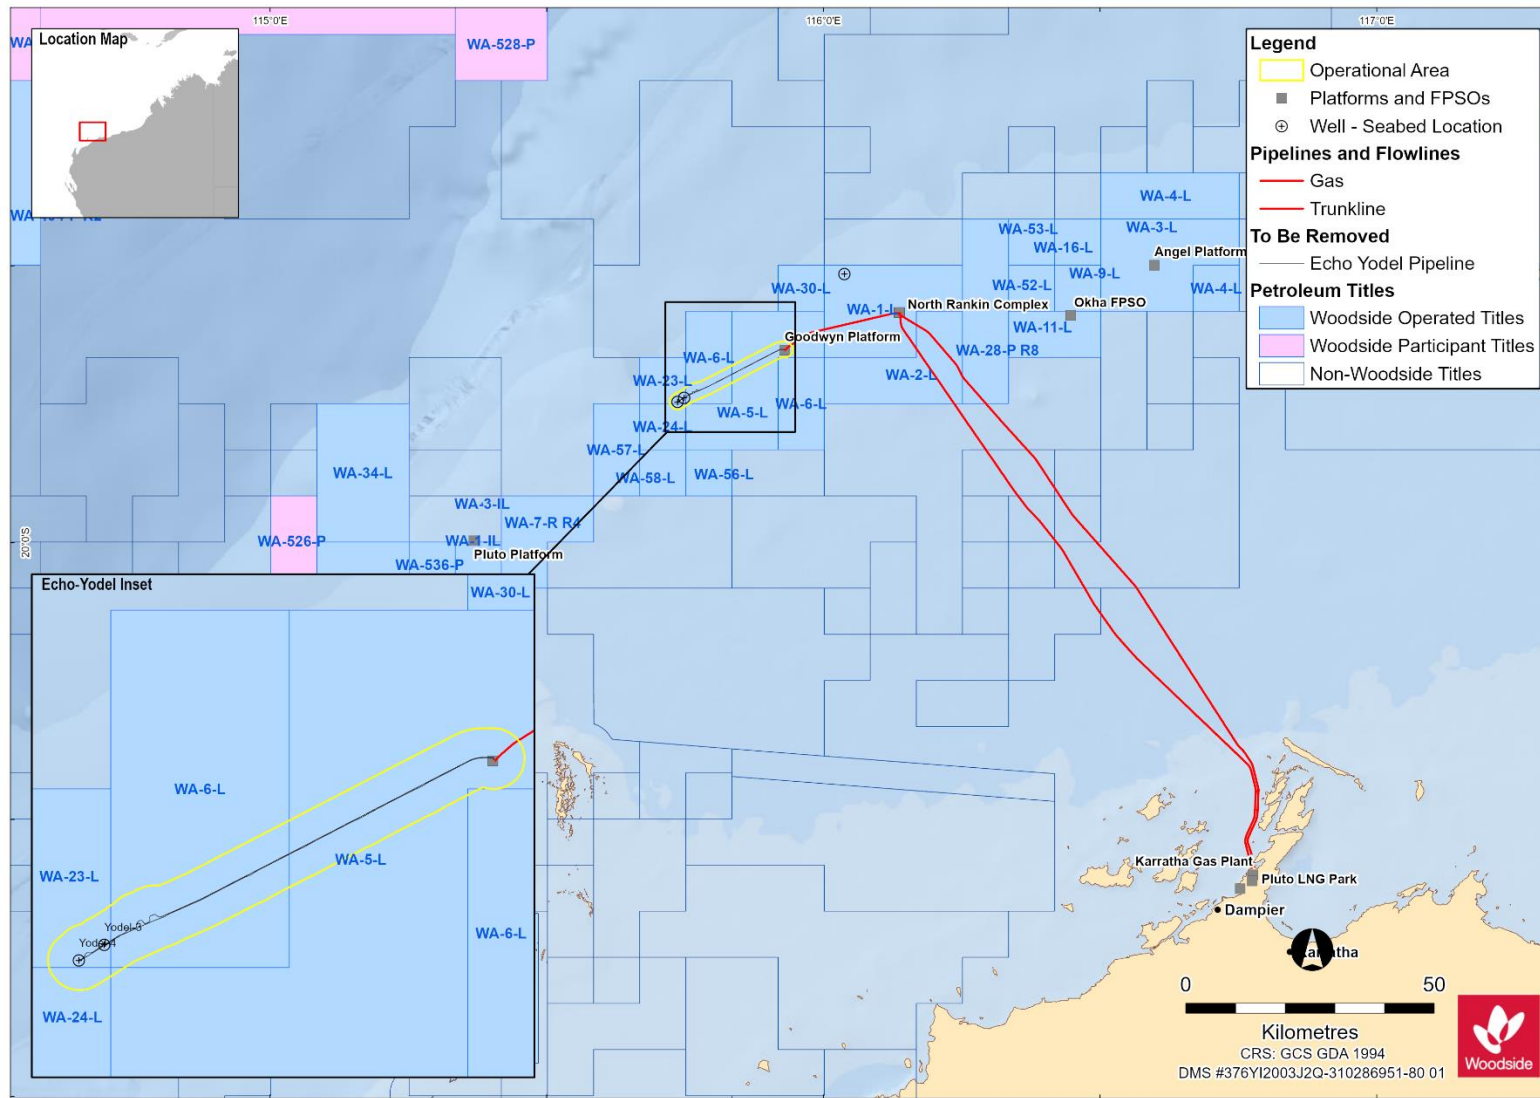 115°0'E
116°0'E
117°0'E
Location Map
WA-528-P
Legend
Operational Area
Platforms and FPSOs
Well - Seabed Location
Pipelines and Flowlines
Gas
Trunkline
To Be Removed
Echo Yodel Pipeline
Petroleum Titles
Woodside Operated Titles
Woodside Participant Titles
Non-Woodside Titles
WA-4-L
WA-53-L
WA-3-L
WA-16-L
Angel Platform
WA-9-L
WA-30-L
WA-52-L
WA-4-L
WA-1-L
North Rankin Complex
Okha FPSO
WA-11-L
Goodwyn Platform
WA-28-P R8
WA-6-L
WA-2-L
WA-23-L
WA-5-L
WA-6-L
WA-24-L
WA-57-L
WA-34-L
WA-58-L
WA-56-L
WA-3-IL
WA-7-R R4
20°0'S
WA-526-P
WA-1-IL
Pluto Platform
WA-536-P
Echo-Yodel Inset
WA-30-L
WA-6-L
WA-5-L
WA-23-L
Yodel-3
Yodel-4
WA-6-L
WA-24-L
Karratha Gas Plant
Pluto LNG Park
Dampier
Karratha
0 50
Kilometres
CRS: GCS GDA 1994
DMS #376YI2003J2Q-310286951-80 01
Woodside